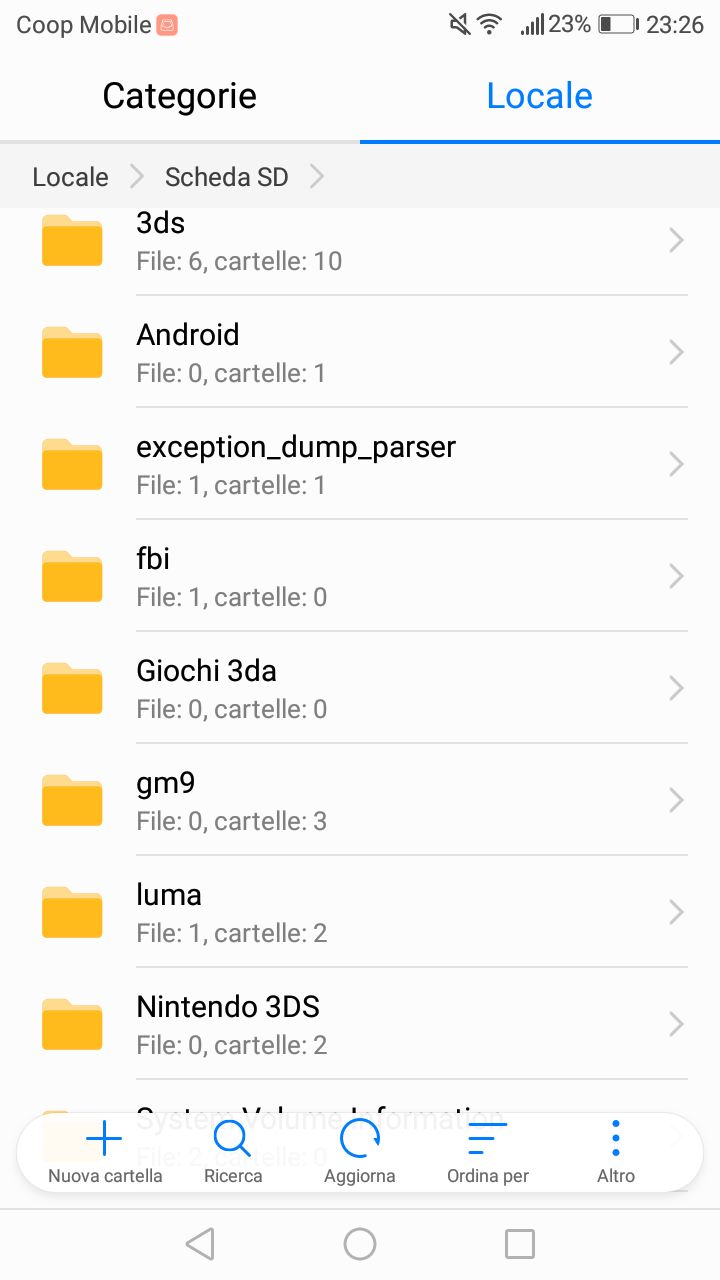 Coop Mobile
23%
23:26
Categorie
Locale
Locale
Scheda SD
3ds
File: 6, cartelle: 10
Android
File: 0, cartelle: 1
exception_dump_parser
File: 1, cartelle: 1
fbi
File: 1, cartelle: 0
Giochi 3da
File: 0, cartelle: 0
gm9
File: 0, cartelle: 3
luma
File: 1, cartelle: 2
Nintendo 3DS
File: 0, cartelle: 2
System Volume Information
File: 2, cartelle: 0
Nuova cartella
Ricerca
Aggiorna
Ordina per
Altro